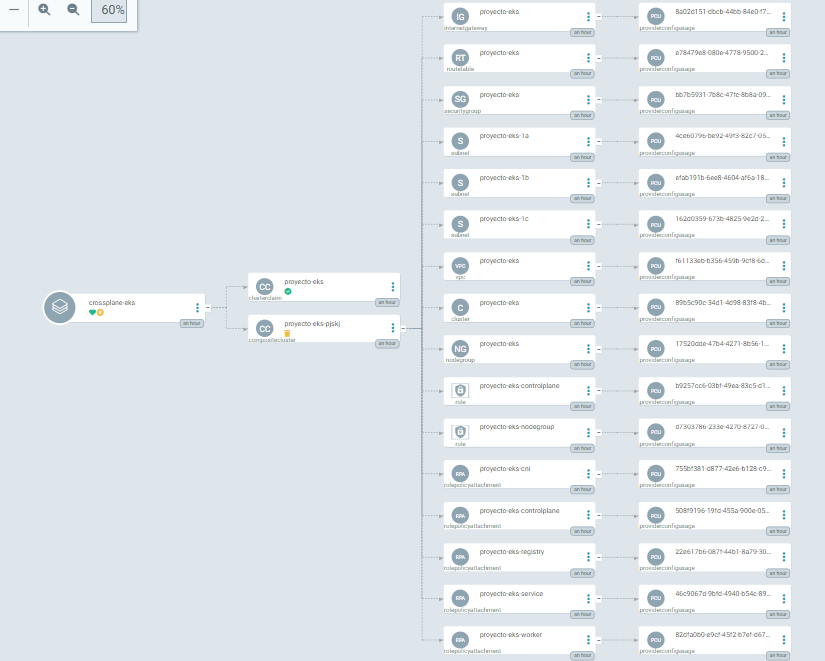 60%
crossplane-eks
an hour
CC
proyecto-eks
clusterclaim
an hour
CC
proyecto-eks-pjskj
compositecluster
an hour
IG
proyecto-eks
internetgateway
an hour
RT
proyecto-eks
routetable
an hour
SG
proyecto-eks
securitygroup
an hour
S
proyecto-eks-1a
subnet
an hour
S
proyecto-eks-1b
subnet
an hour
S
proyecto-eks-1c
subnet
an hour
VPC
proyecto-eks
vpc
an hour
C
proyecto-eks
cluster
an hour
NG
proyecto-eks
nodegroup
an hour
proyecto-eks-controlplane
role
an hour
proyecto-eks-nodegroup
role
an hour
RPA
proyecto-eks-cni
rolepolicyattachment
an hour
RPA
proyecto-eks-controlplane
rolepolicyattachment
an hour
RPA
proyecto-eks-registry
rolepolicyattachment
an hour
RPA
proyecto-eks-service
rolepolicyattachment
an hour
RPA
proyecto-eks-worker
rolepolicyattachment
an hour
PCU
8a02d151-dbcb-44bb-84e0-f7...
providerconfigusage
an hour
PCU
e78479e8-080e-4778-9500-2...
providerconfigusage
an hour
PCU
bb7b5931-7b8c-47fc-8b8a-09...
providerconfigusage
an hour
PCU
4ce60796-be92-49f3-82c7-05...
providerconfigusage
an hour
PCU
efab191b-6ee8-4604-af6a-18...
providerconfigusage
an hour
PCU
162d0359-673b-4825-9e2d-2...
providerconfigusage
an hour
PCU
f61133eb-b356-459b-9cf8-6d...
providerconfigusage
an hour
PCU
89b5c90c-34d1-4d98-83f8-4b...
providerconfigusage
an hour
PCU
17520dde-47b4-4271-8b56-1...
providerconfigusage
an hour
PCU
b9257cc6-03bf-49ea-83c5-d1...
providerconfigusage
an hour
PCU
d7303786-233e-4270-8727-0...
providerconfigusage
an hour
PCU
755bf381-d877-42e6-b128-c9...
providerconfigusage
an hour
PCU
508f9196-19fd-455a-900e-05...
providerconfigusage
an hour
PCU
22e617b6-087f-44b1-8a79-30...
providerconfigusage
an hour
PCU
46c9067d-9bfd-4940-b54c-89...
providerconfigusage
an hour
PCU
82dfa0b0-e9cf-45f2-b7ef-d67...
providerconfigusage
an hour